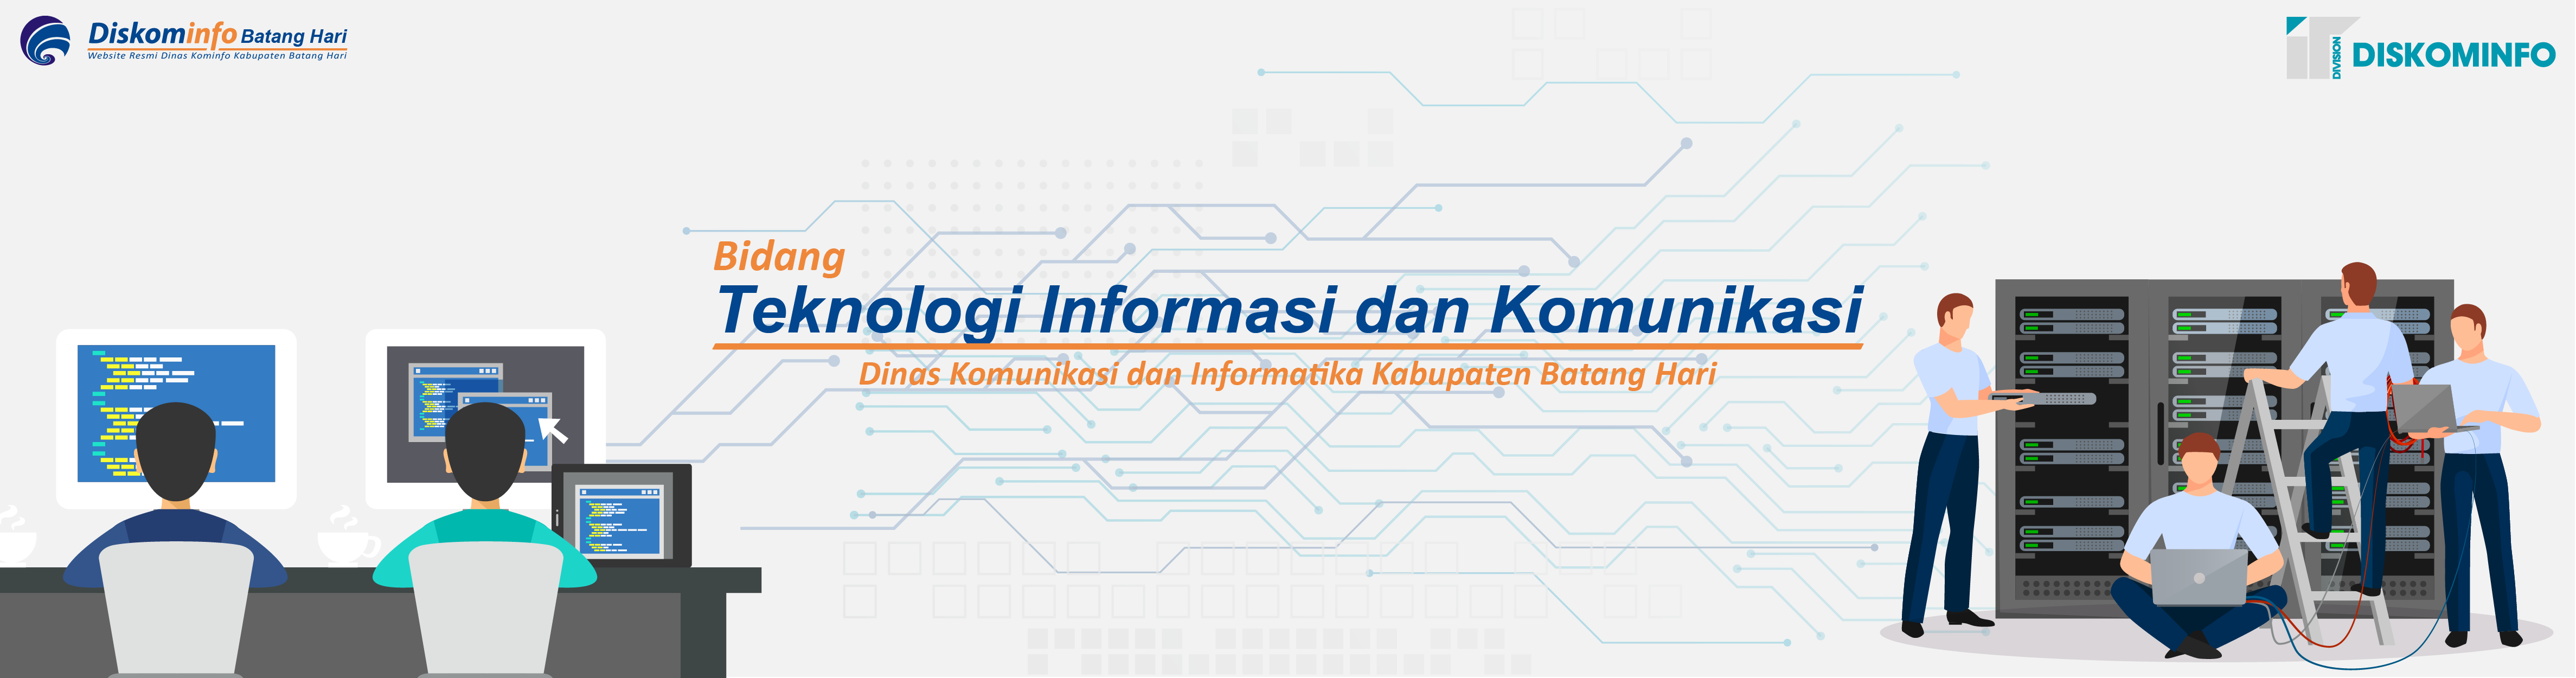 Diskominfo Batang Hari
Website Resmi Dinas Kominfo Kabupaten Batang Hari
IT DIVISION DISKOMINFO
Bidang
Teknologi Informasi dan Komunikasi
Dinas Komunikasi dan Informatika Kabupaten Batang Hari